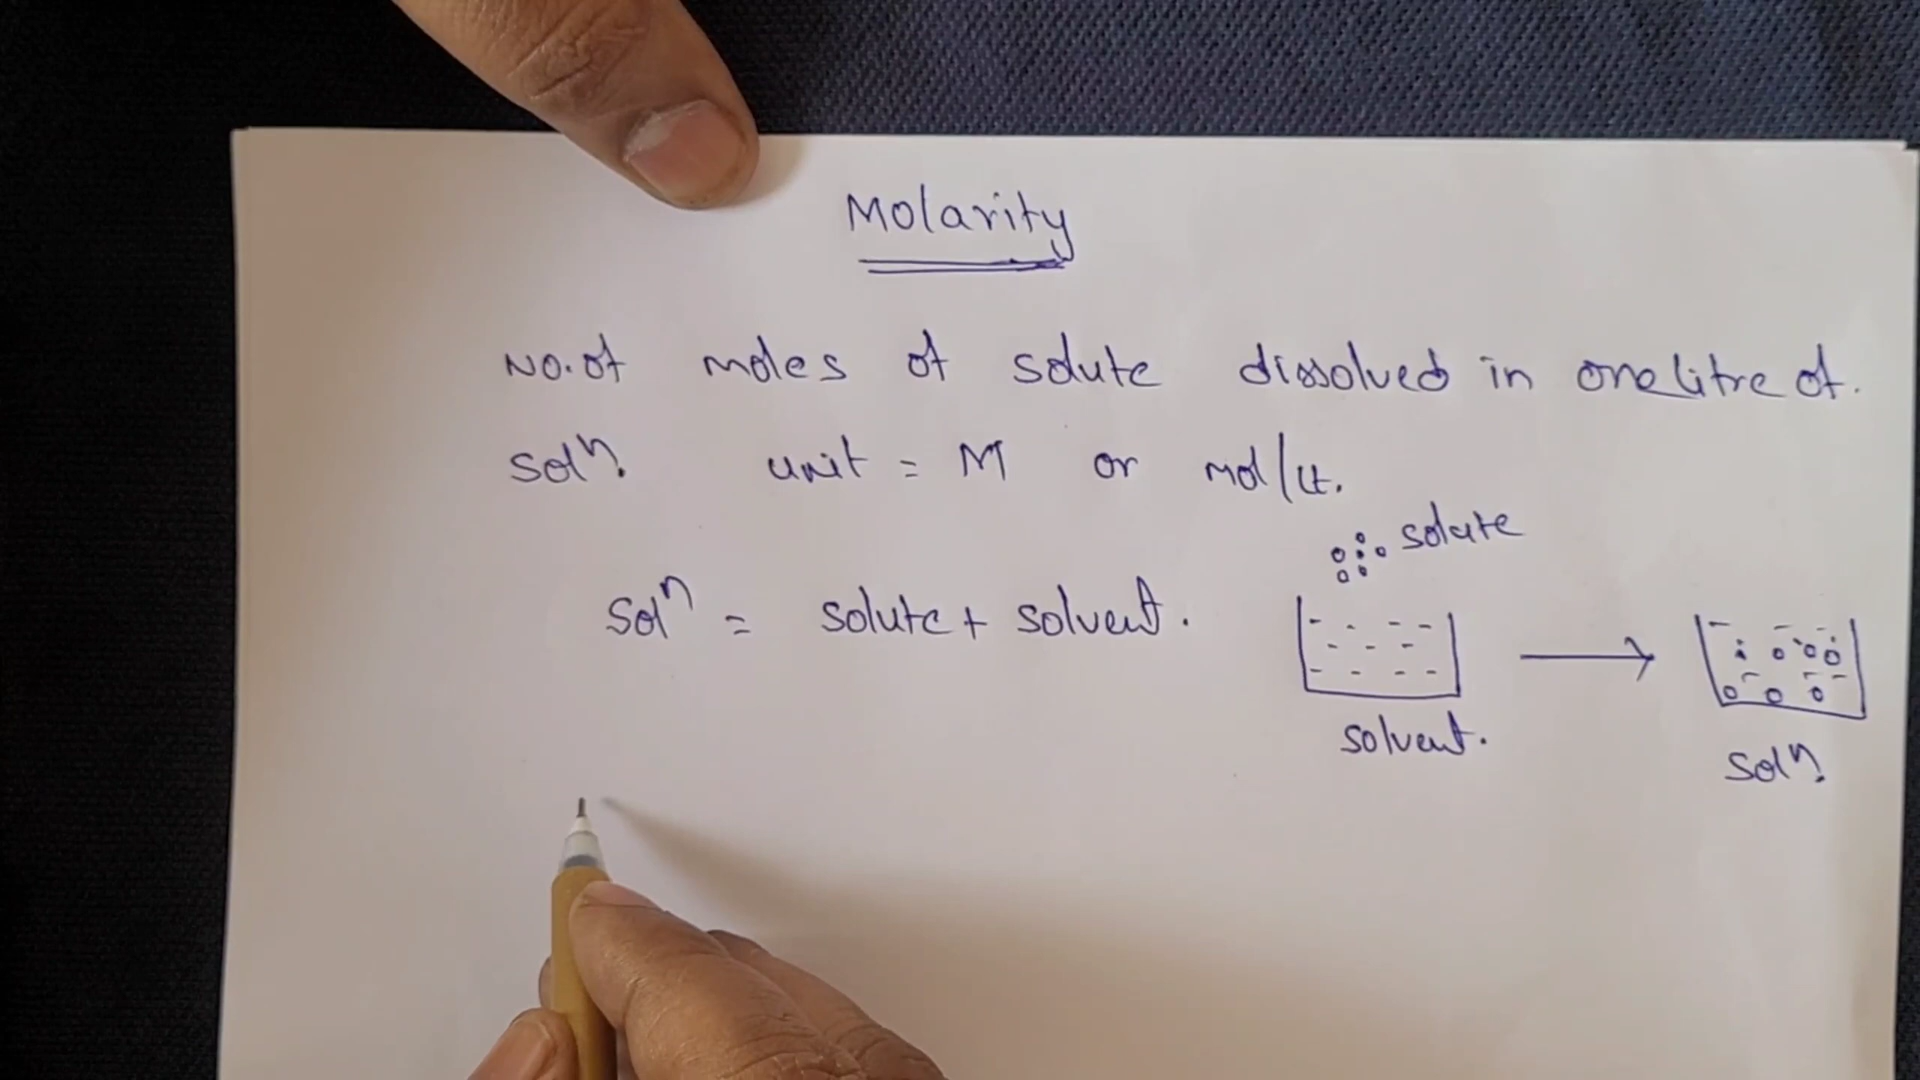 Molarity
No. of moles of solute dissolved in one litre of.
solⁿ. unit = M or mol/lt.
solute
solⁿ = solute + solvent.
solvent.
solⁿ.